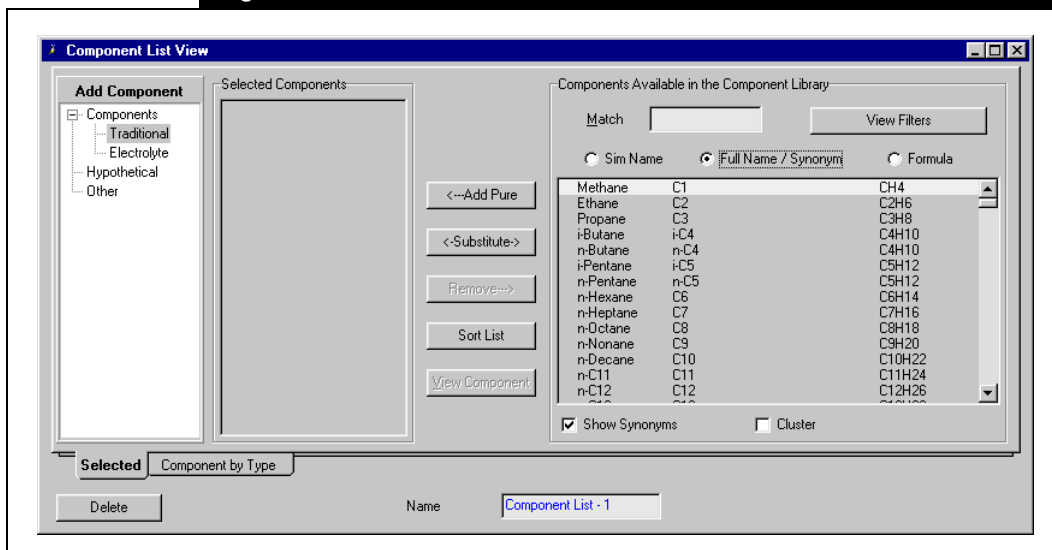 Component List View
Add Component
Components
Traditional
Electrolyte
Hypothetical
Other
Selected Components
<---Add Pure
<-Substitute->
Remove--->
Sort List
View Component
Components Available in the Component Library
Match
View Filters
Sim Name Full Name / Synonym Formula
Methane C1 CH4
Ethane C2 C2H6
Propane C3 C3H8
i-Butane i-C4 C4H10
n-Butane n-C4 C4H10
i-Pentane i-C5 C5H12
n-Pentane n-C5 C5H12
n-Hexane C6 C6H14
n-Heptane C7 C7H16
n-Octane C8 C8H18
n-Nonane C9 C9H20
n-Decane C10 C10H22
n-C11 C11 C11H24
n-C12 C12 C12H26
Show Synonyms Cluster
Selected Component by Type
Delete Name Component List - 1